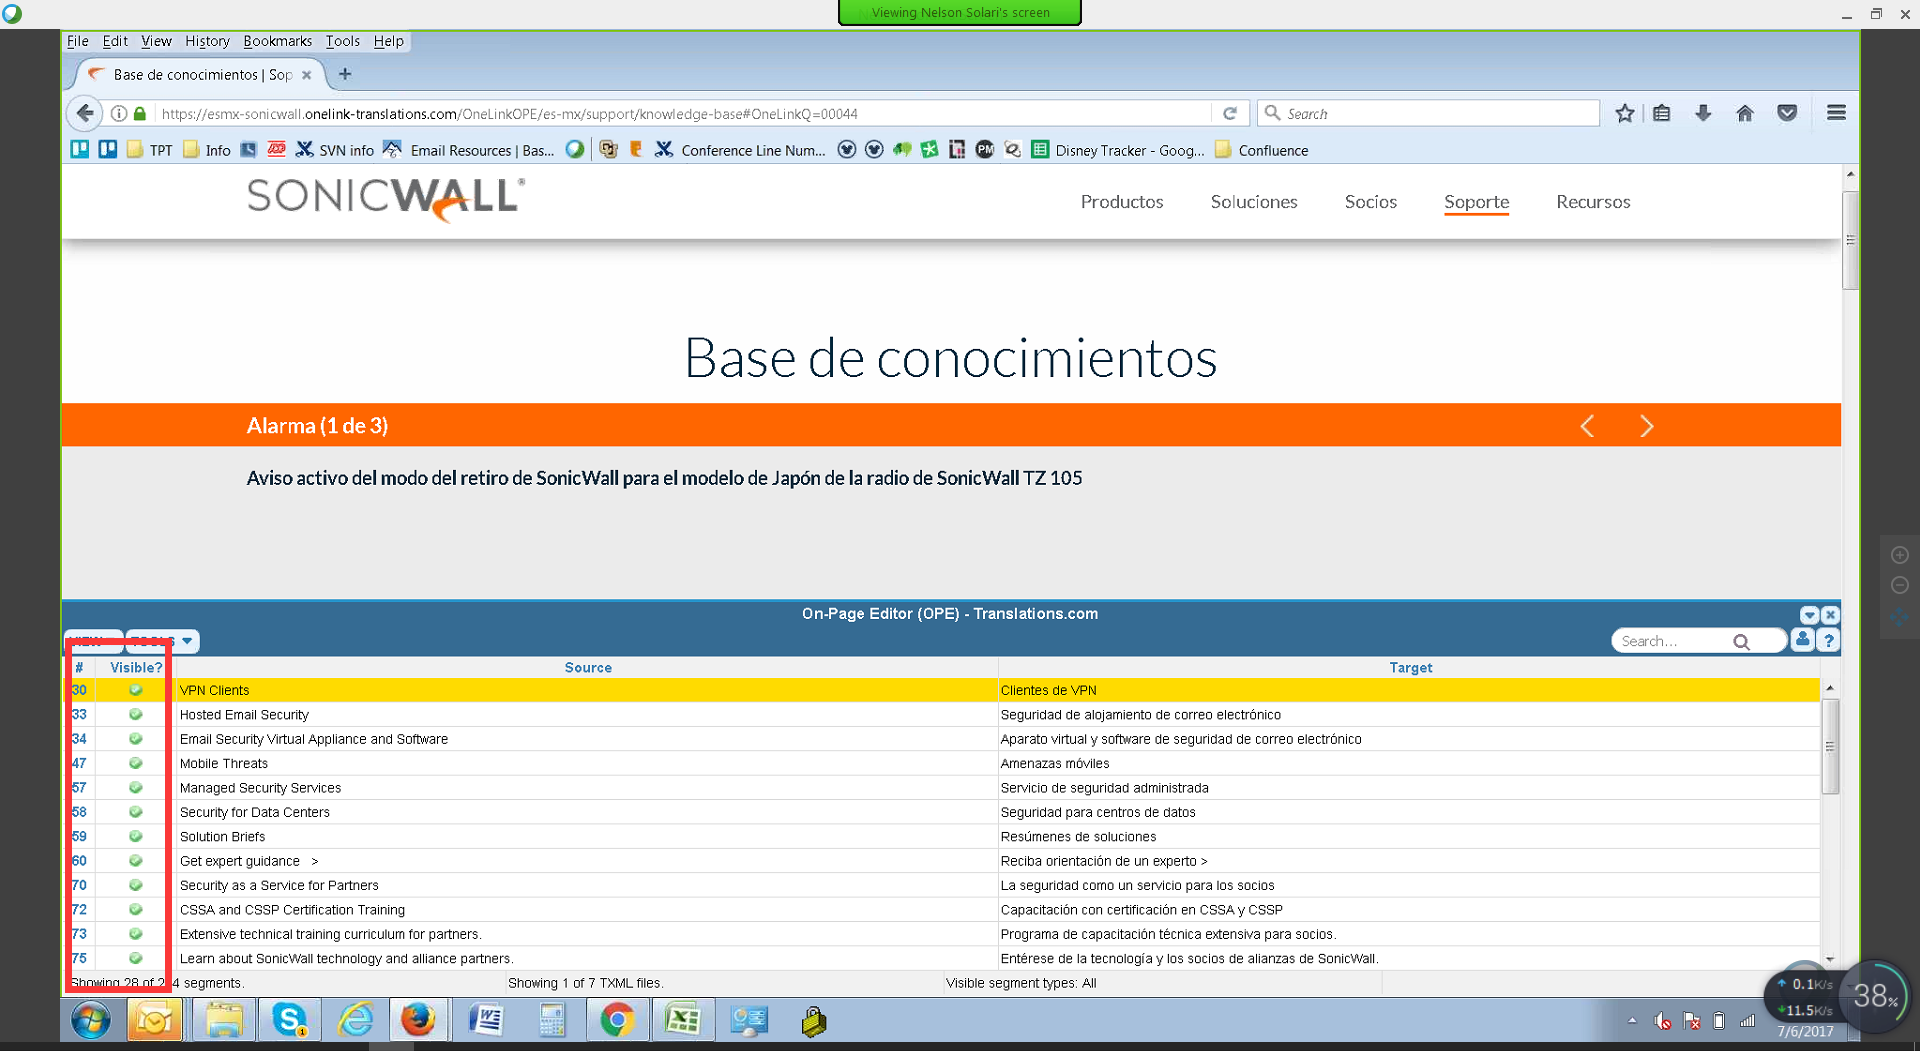 Viewing Nelson Solari's screen
File Edit View History Bookmarks Tools Help
Base de conocimientos | Sop
https://esmx-sonicwall.onelink-translations.com/OneLinkOPE/es-mx/support/knowledge-base#OneLinkQ=00044
Search
TPT Info SVN info Email Resources | Bas... Conference Line Num... PM Disney Tracker - Goog... Confluence
SONICWALL®
Productos Soluciones Socios Soporte Recursos
Base de conocimientos
Alarma (1 de 3)
Aviso activo del modo del retiro de SonicWall para el modelo de Japón de la radio de SonicWall TZ 105
On-Page Editor (OPE) - Translations.com
VIEW TOOLS Search... ?
# Visible? Source Target
30 VPN Clients Clientes de VPN
33 Hosted Email Security Seguridad de alojamiento de correo electrónico
34 Email Security Virtual Appliance and Software Aparato virtual y software de seguridad de correo electrónico
47 Mobile Threats Amenazas móviles
57 Managed Security Services Servicio de seguridad administrada
58 Security for Data Centers Seguridad para centros de datos
59 Solution Briefs Resúmenes de soluciones
60 Get expert guidance > Reciba orientación de un experto >
70 Security as a Service for Partners La seguridad como un servicio para los socios
72 CSSA and CSSP Certification Training Capacitación con certificación en CSSA y CSSP
73 Extensive technical training curriculum for partners. Programa de capacitación técnica extensiva para socios.
75 Learn about SonicWall technology and alliance partners. Entérese de la tecnología y los socios de alianzas de SonicWall.
Showing 28 of segments. Showing 1 of 7 TXML files. Visible segment types: All
0.1K/s
11.5K/s
38%
7/6/2017